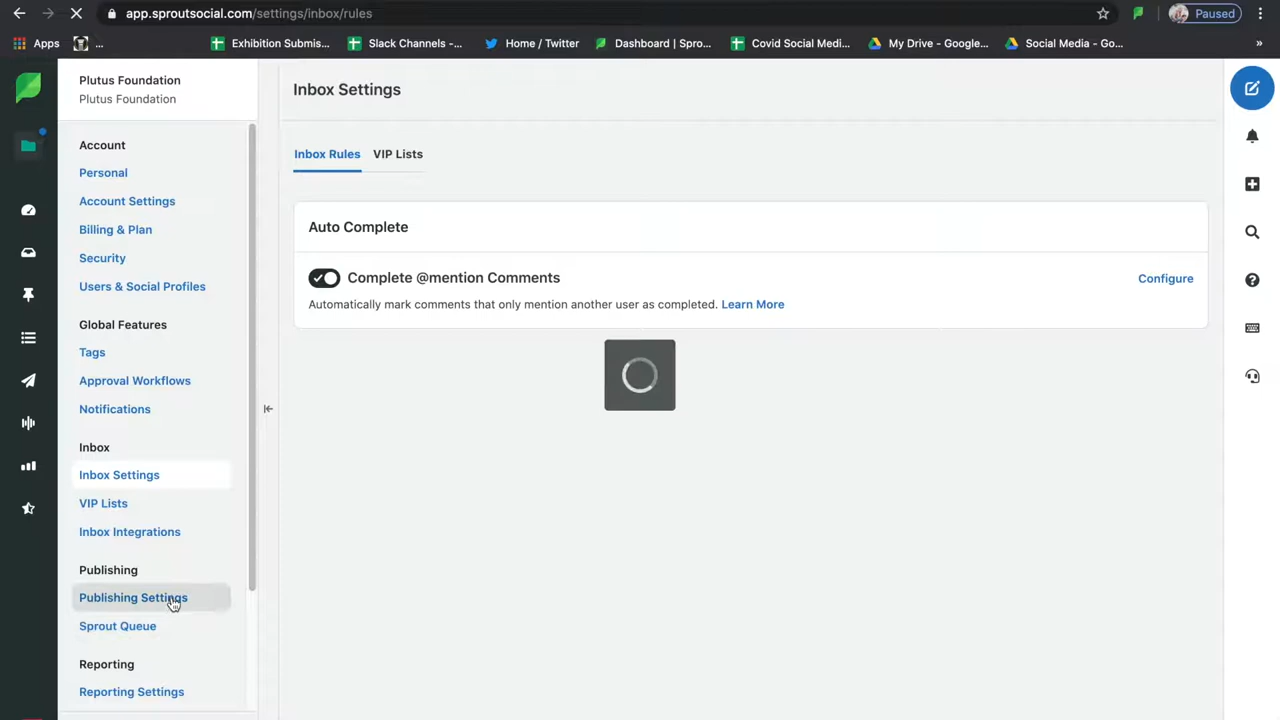 app.sproutsocial.com/settings/inbox/rules
Paused
Apps
...
Exhibition Submis...
Slack Channels -...
Home / Twitter
Dashboard | Spro...
Covid Social Medi...
My Drive - Google...
Social Media - Go...
»
Plutus Foundation
Plutus Foundation
Account
Personal
Account Settings
Billing & Plan
Security
Users & Social Profiles
Global Features
Tags
Approval Workflows
Notifications
Inbox
Inbox Settings
VIP Lists
Inbox Integrations
Publishing
Publishing Settings
Sprout Queue
Reporting
Reporting Settings
Inbox Settings
Inbox Rules VIP Lists
Auto Complete
Complete @mention Comments
Configure
Automatically mark comments that only mention another user as completed. Learn More